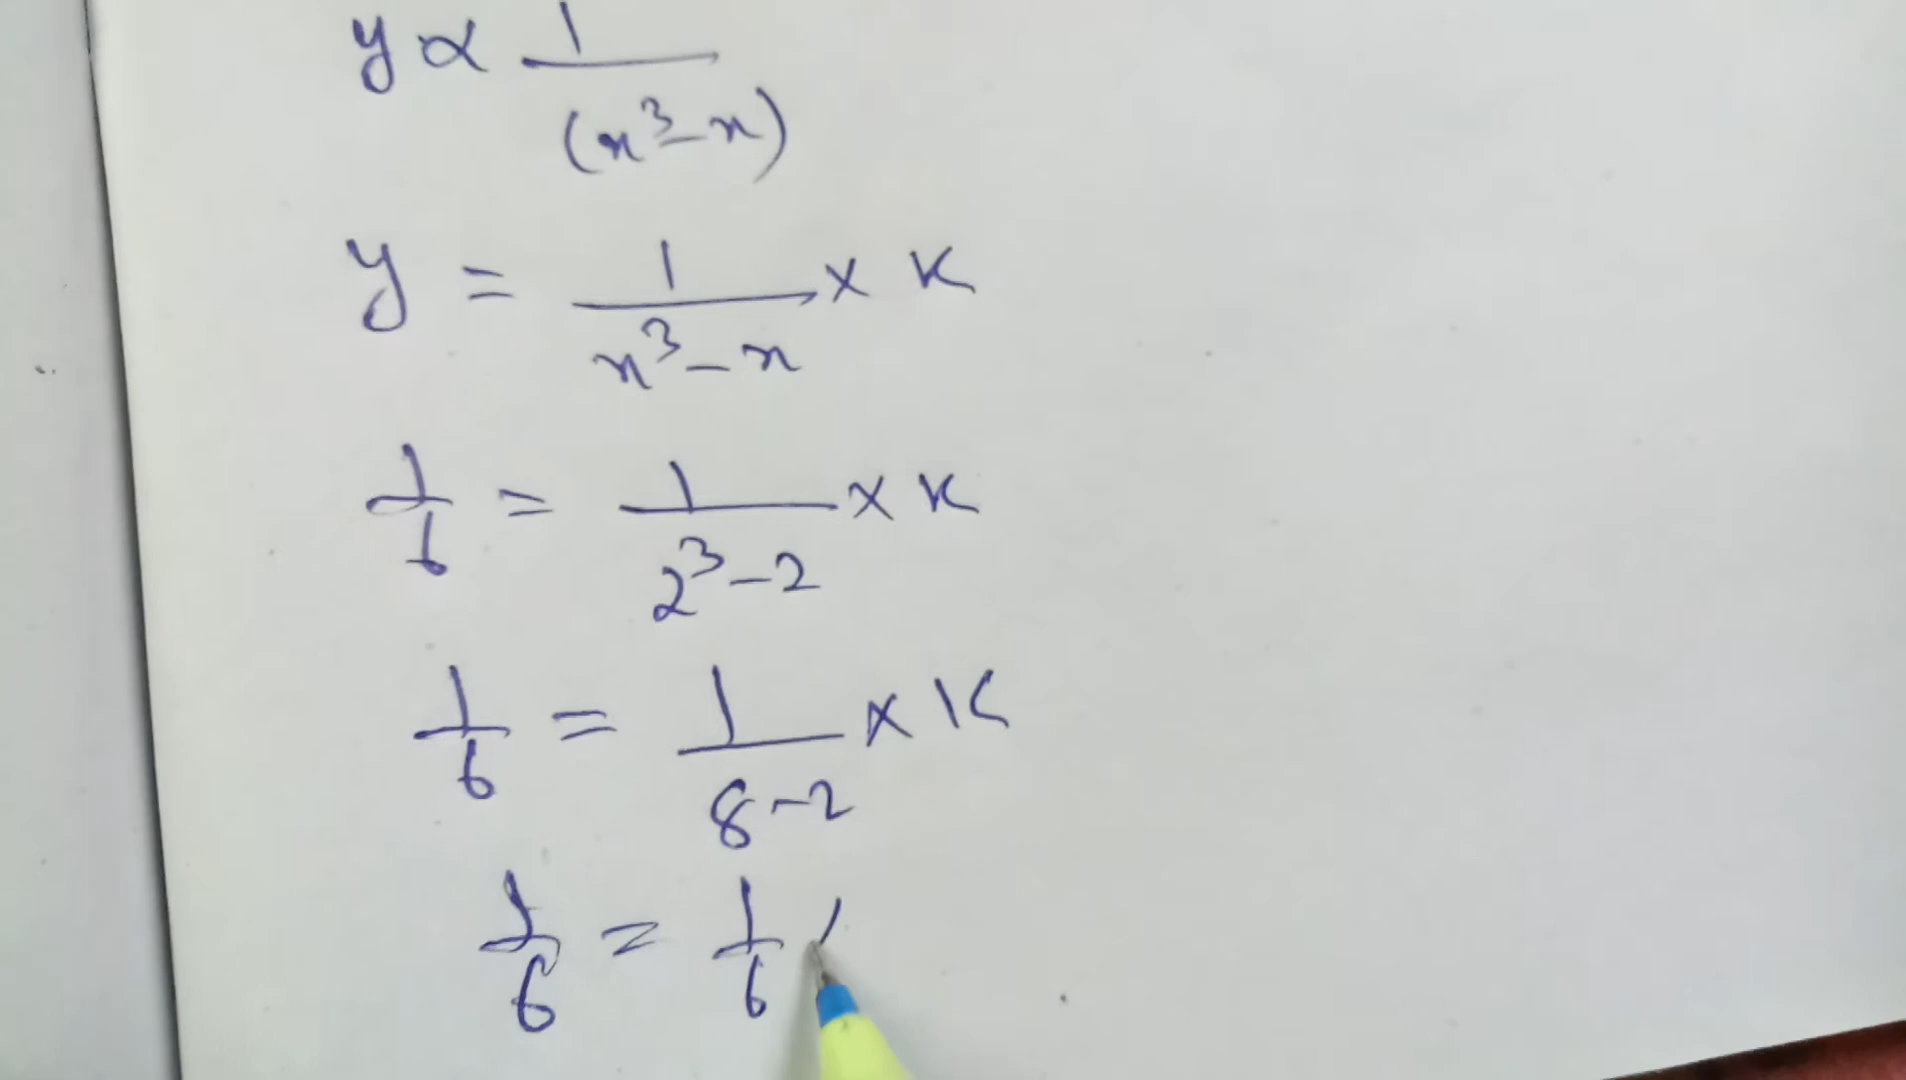 y ∝ 1/(x³-x)
y = 1/x³-x × K
1/6 = 1/2³-2 × K
1/6 = 1/8-2 × K
1/6 = 1/6